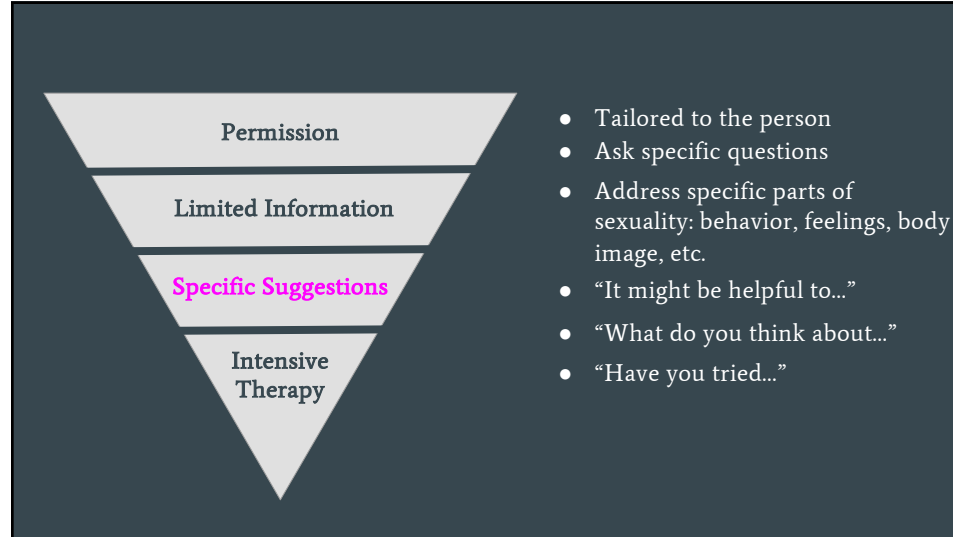 Permission
Limited Information
Specific Suggestions
Intensive
Therapy
● Tailored to the person
● Ask specific questions
● Address specific parts of
sexuality: behavior, feelings, body
image, etc.
● “It might be helpful to...”
● “What do you think about...”
● “Have you tried...”